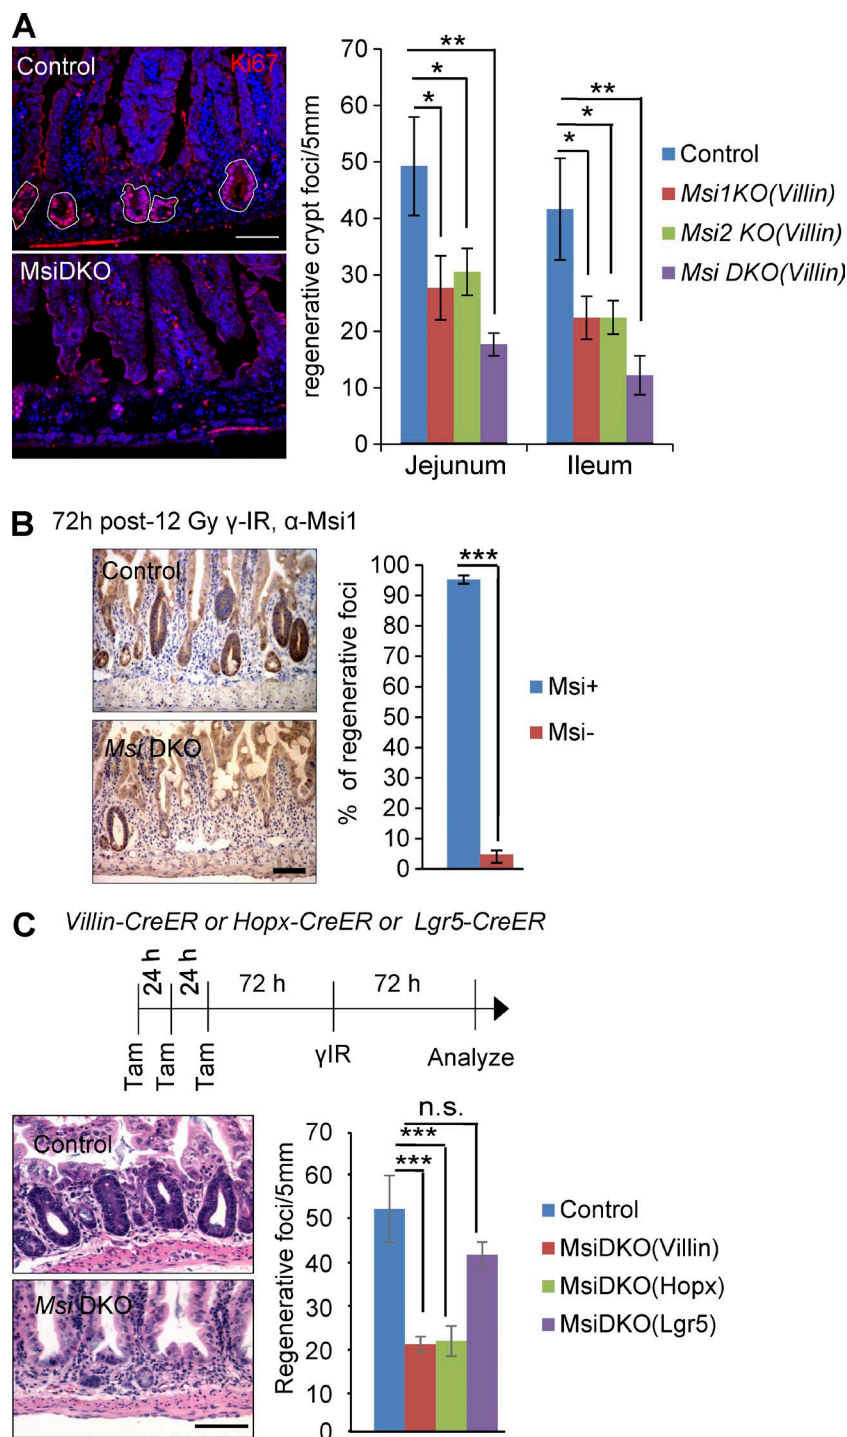 A
Control
Ki67
MsiDKO
regenerative crypt foci/5mm
70
60
50
40
30
20
10
0
**
*
*
**
*
*
Jejunum
Ileum
Control
Msi1KO(Villin)
Msi2 KO(Villin)
Msi DKO(Villin)
B 72h post-12 Gy γ-IR, α-Msi1
Control
Msi DKO
% of regenerative foci
100
95
90
80
70
60
50
40
30
20
10
0
***
Msi+
Msi-
C Villin-CreER or Hopx-CreER or Lgr5-CreER
24 h
24 h
72 h
72 h
Tam
Tam
Tam
γIR
Analyze
Control
Msi DKO
Regenerative foci/5mm
70
60
50
40
30
20
10
0
n.s.
***
***
Control
MsiDKO(Villin)
MsiDKO(Hopx)
MsiDKO(Lgr5)